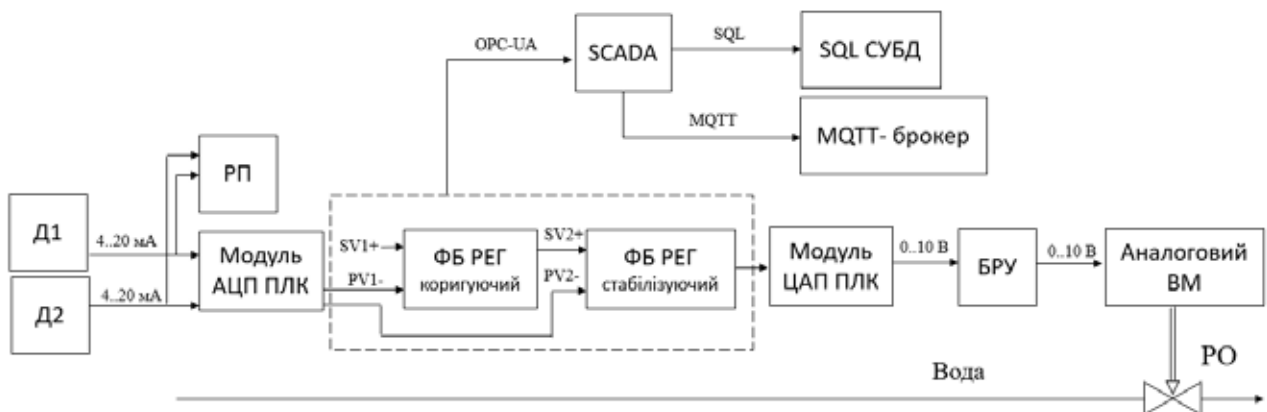 OPC-UA
SCADA
SQL
SQL СУБД
MQTT
MQTT- брокер
РП
Д1
4..20 мА
Д2
4..20 мА
Модуль
АЦП ПЛК
SV1+
PV1-
ФБ РЕГ
коригуючий
SV2+
PV2-
ФБ РЕГ
стабілізуючий
Модуль
ЦАП ПЛК
0..10 В
БРУ
0..10 В
Аналоговий
ВМ
РО
Вода